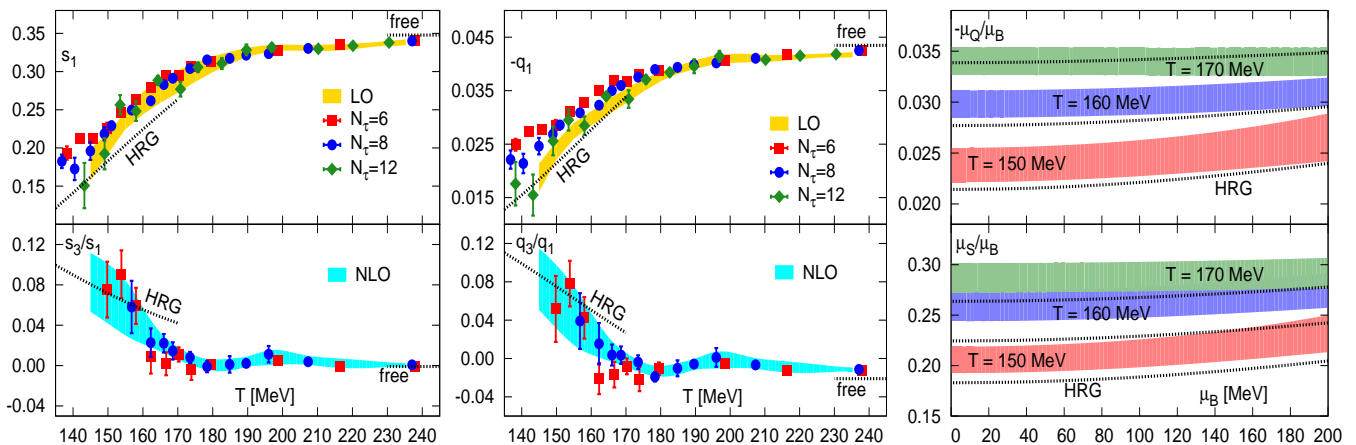 s₁
0.35
0.30
0.25
0.20
0.15
free
LO
Nτ=6
Nτ=8
Nτ=12
HRG
s₃/s₁
0.12
0.08
0.04
0.00
-0.04
NLO
HRG
free
T [MeV]
140 150 160 170 180 190 200 210 220 230 240
-q₁
0.04
0.03
0.02
0.01
-0.00
free
LO
Nτ=6
Nτ=8
Nτ=12
HRG
q₃/q₁
0.12
0.08
0.04
0.00
-0.04
NLO
HRG
free
T [MeV]
140 150 160 170 180 190 200 210 220 230 240
-μQ/μB
0.035
0.030
0.025
0.020
T = 170 MeV
T = 160 MeV
T = 150 MeV
HRG
μS/μB
0.30
0.25
0.20
0.15
T = 170 MeV
T = 160 MeV
T = 150 MeV
HRG
μB [MeV]
0 20 40 60 80 100 120 140 160 180 200